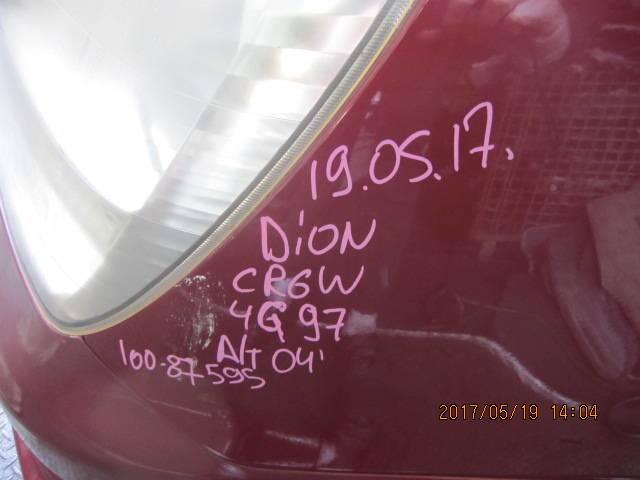 19.05.17.
DiON
CR6W
4G97
A/T 04'
100-87595
2017/05/19 14:04